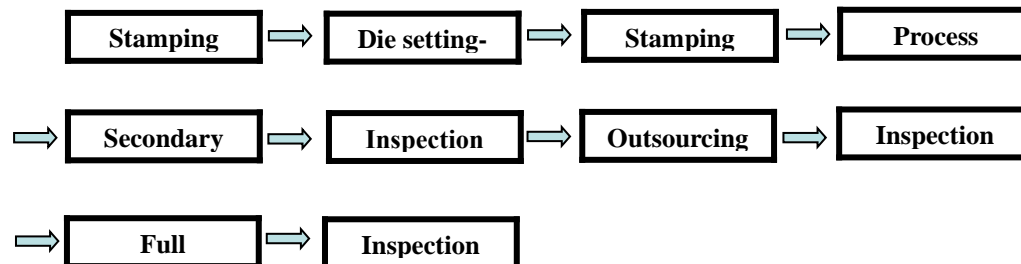 Stamping Die setting- Stamping Process
Secondary Inspection Outsourcing Inspection
Full Inspection